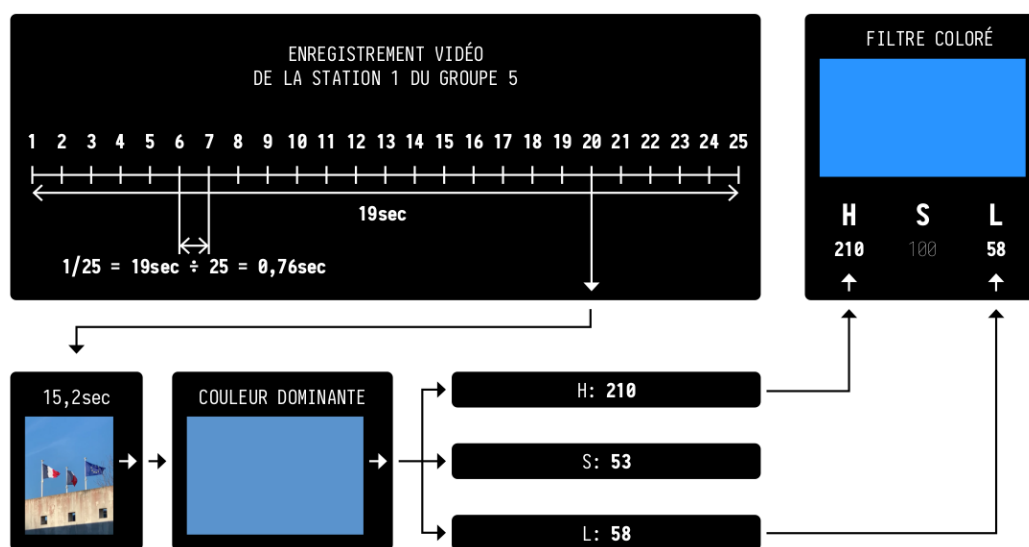 ENREGISTREMENT VIDÉO
DE LA STATION 1 DU GROUPE 5
1 2 3 4 5 6 7 8 9 10 11 12 13 14 15 16 17 18 19 20 21 22 23 24 25
19sec
1/25 = 19sec ÷ 25 = 0,76sec
FILTRE COLORÉ
H S L
210 100 58
15,2sec
COULEUR DOMINANTE
H: 210
S: 53
L: 58